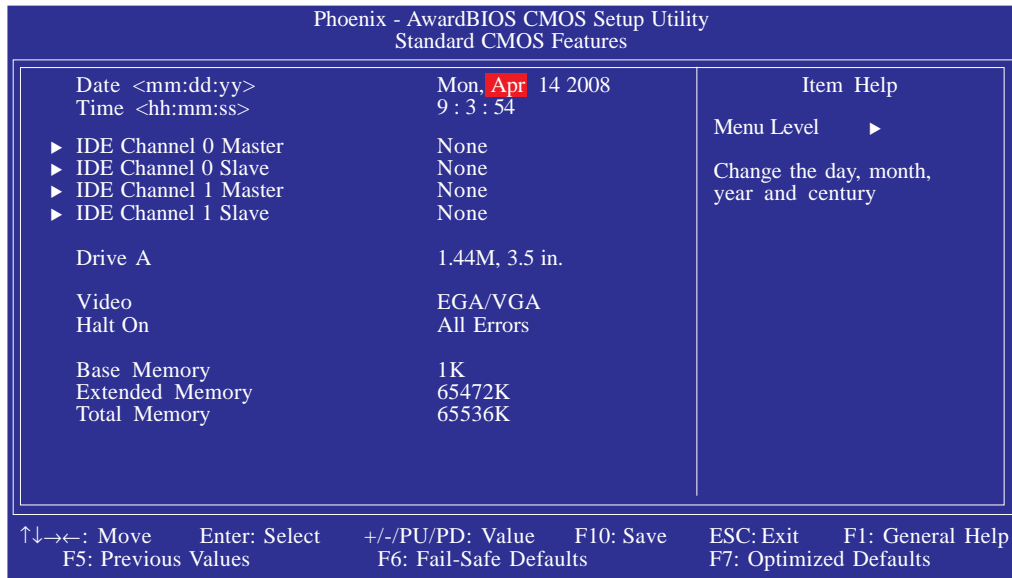 Phoenix - AwardBIOS CMOS Setup Utility
Standard CMOS Features
Date <mm:dd:yy> Mon, Apr 14 2008
Time <hh:mm:ss> 9 : 3 : 54
▶ IDE Channel 0 Master None
▶ IDE Channel 0 Slave None
▶ IDE Channel 1 Master None
▶ IDE Channel 1 Slave None
Drive A 1.44M, 3.5 in.
Video EGA/VGA
Halt On All Errors
Base Memory 1K
Extended Memory 65472K
Total Memory 65536K
Item Help
Menu Level ▶
Change the day, month,
year and century
↑↓→←: Move Enter: Select +/-/PU/PD: Value F10: Save ESC: Exit F1: General Help
F5: Previous Values F6: Fail-Safe Defaults F7: Optimized Defaults